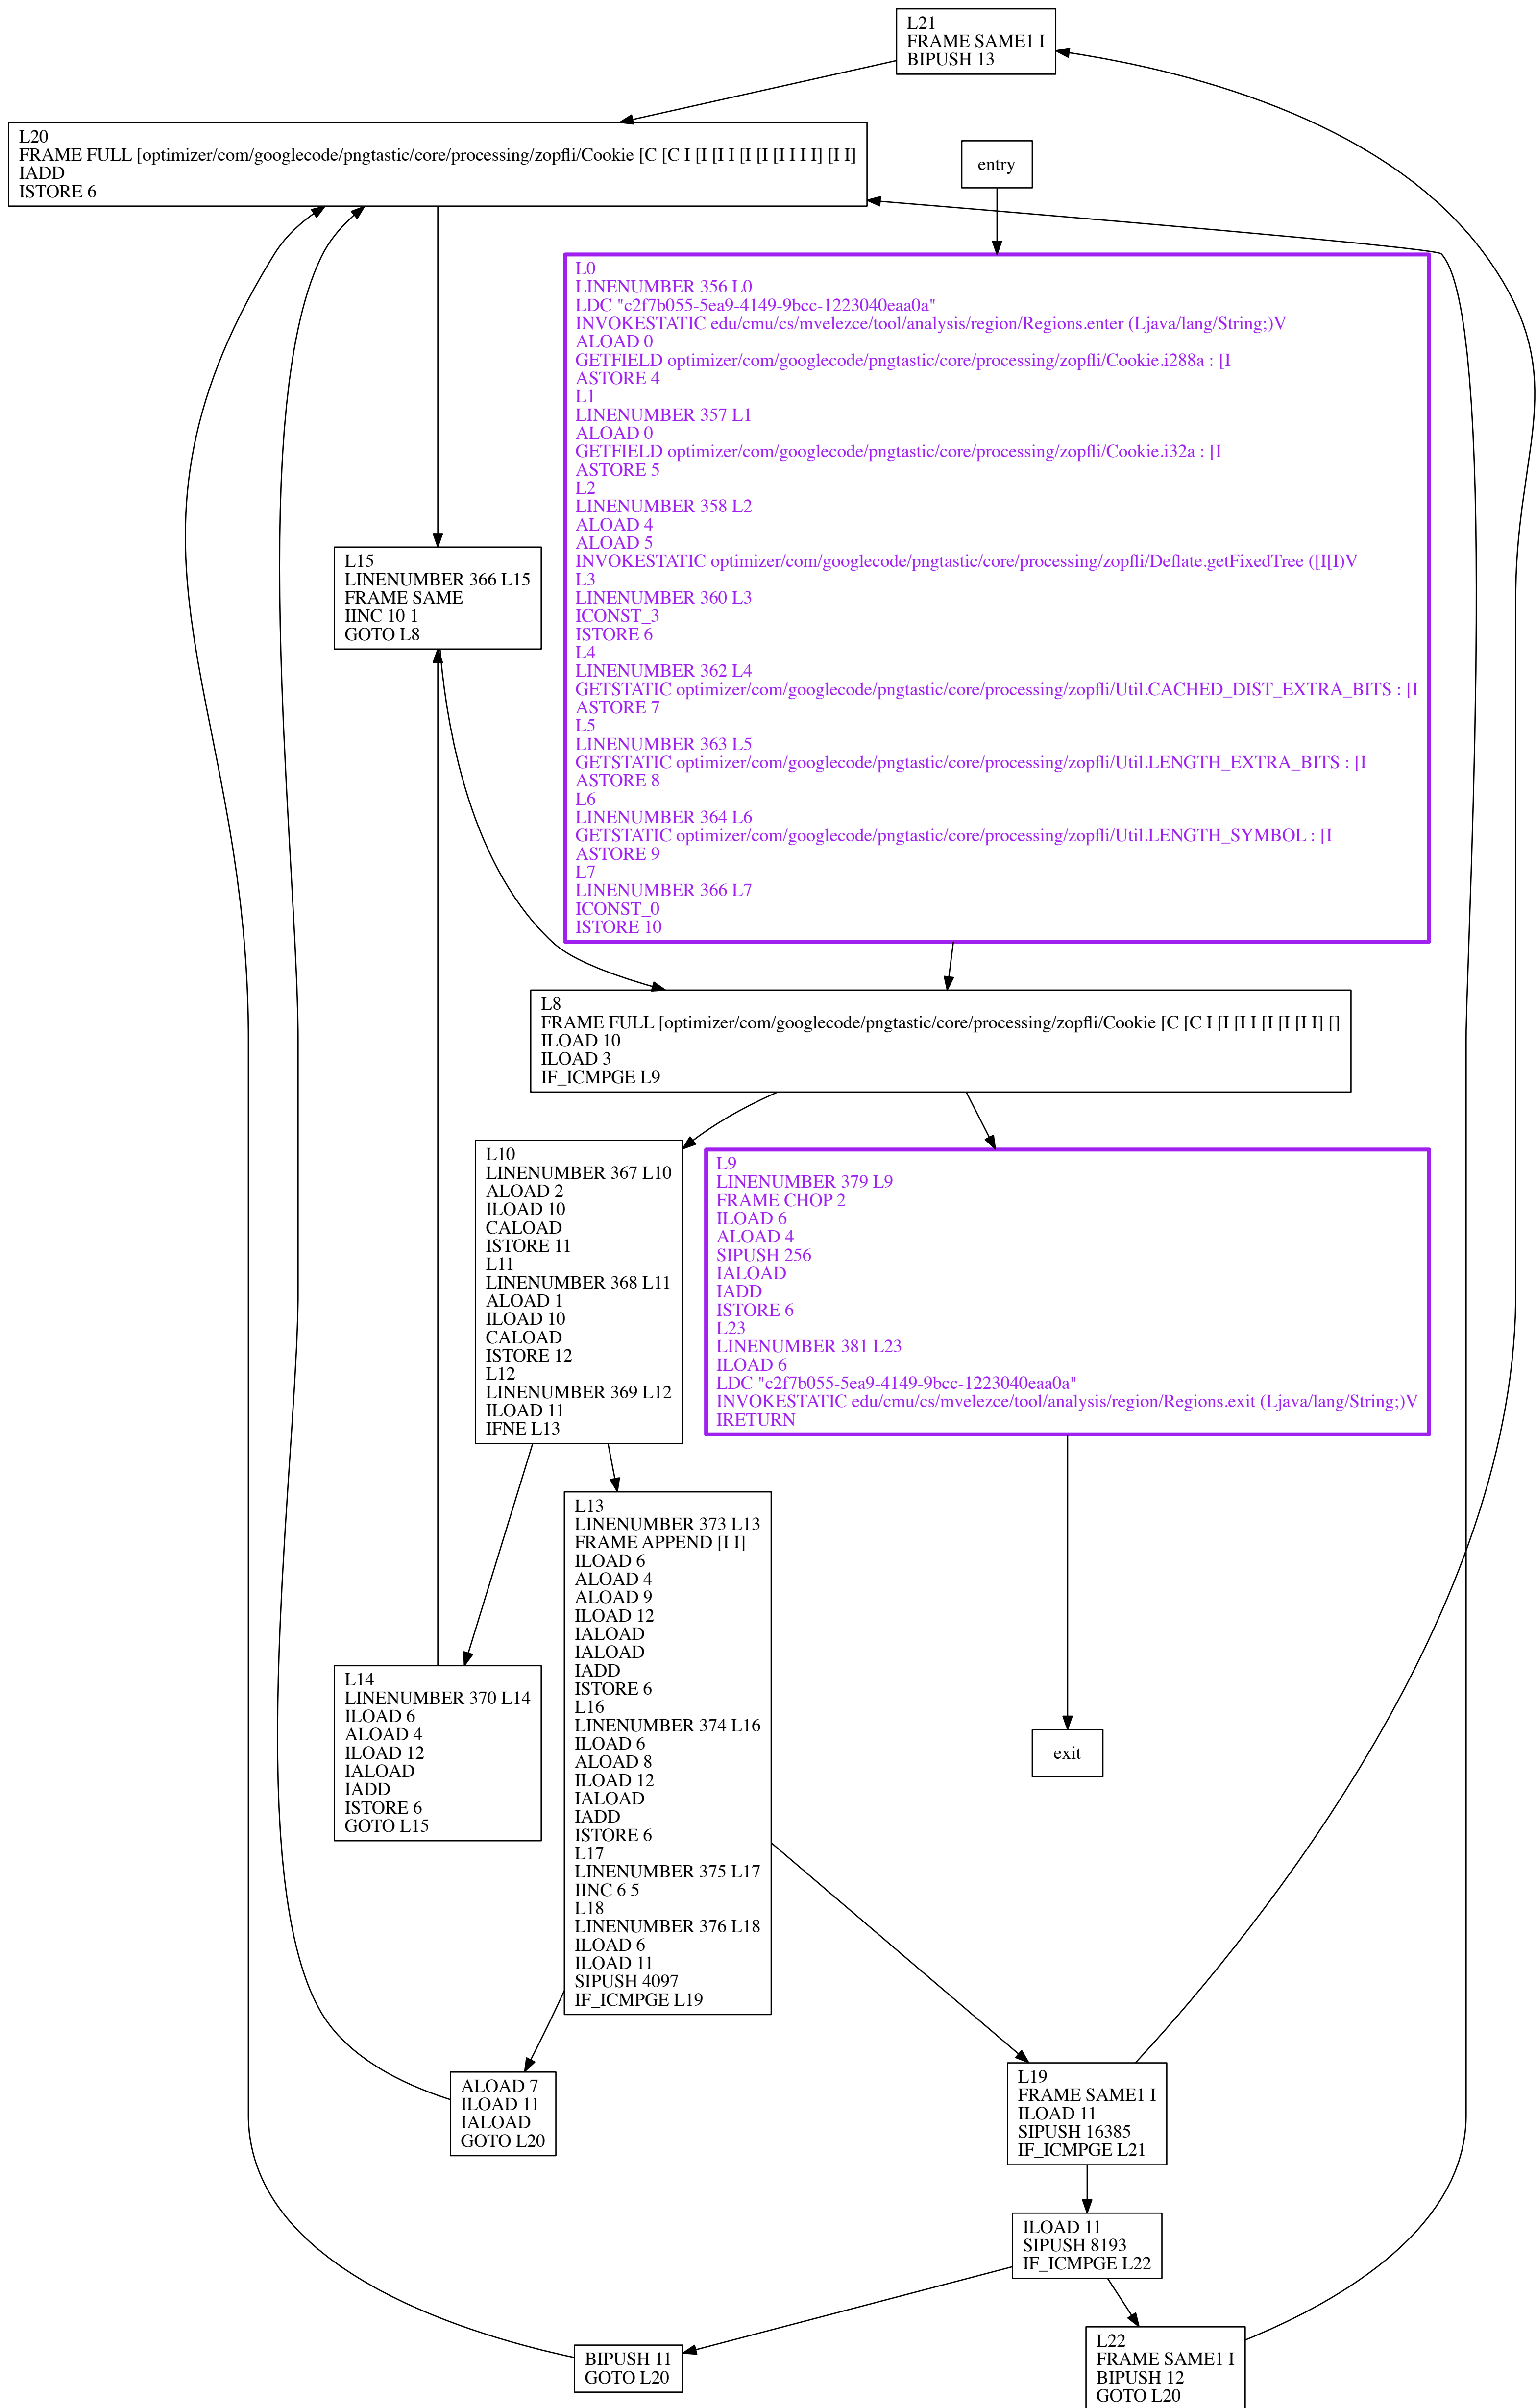 L21
FRAME SAME1 I
BIPUSH 13
L20
FRAME FULL [optimizer/com/googlecode/pngtastic/core/processing/zopfli/Cookie [C [C I [I [I I [I [I [I I I I] [I I]
IADD
ISTORE 6
entry
L0
LINENUMBER 356 L0
LDC "c2f7b055-5ea9-4149-9bcc-1223040eaa0a"
INVOKESTATIC edu/cmu/cs/mvelezce/tool/analysis/region/Regions.enter (Ljava/lang/String;)V
ALOAD 0
GETFIELD optimizer/com/googlecode/pngtastic/core/processing/zopfli/Cookie.i288a : [I
ASTORE 4
L1
LINENUMBER 357 L1
ALOAD 0
GETFIELD optimizer/com/googlecode/pngtastic/core/processing/zopfli/Cookie.i32a : [I
ASTORE 5
L2
LINENUMBER 358 L2
ALOAD 4
ALOAD 5
INVOKESTATIC optimizer/com/googlecode/pngtastic/core/processing/zopfli/Deflate.getFixedTree ([I[I)V
L3
LINENUMBER 360 L3
ICONST_3
ISTORE 6
L4
LINENUMBER 362 L4
GETSTATIC optimizer/com/googlecode/pngtastic/core/processing/zopfli/Util.CACHED_DIST_EXTRA_BITS : [I
ASTORE 7
L5
LINENUMBER 363 L5
GETSTATIC optimizer/com/googlecode/pngtastic/core/processing/zopfli/Util.LENGTH_EXTRA_BITS : [I
ASTORE 8
L6
LINENUMBER 364 L6
GETSTATIC optimizer/com/googlecode/pngtastic/core/processing/zopfli/Util.LENGTH_SYMBOL : [I
ASTORE 9
L7
LINENUMBER 366 L7
ICONST_0
ISTORE 10
L15
LINENUMBER 366 L15
FRAME SAME
IINC 10 1
GOTO L8
L8
FRAME FULL [optimizer/com/googlecode/pngtastic/core/processing/zopfli/Cookie [C [C I [I [I I [I [I [I I] []
ILOAD 10
ILOAD 3
IF_ICMPGE L9
L10
LINENUMBER 367 L10
ALOAD 2
ILOAD 10
CALOAD
ISTORE 11
L11
LINENUMBER 368 L11
ALOAD 1
ILOAD 10
CALOAD
ISTORE 12
L12
LINENUMBER 369 L12
ILOAD 11
IFNE L13
L9
LINENUMBER 379 L9
FRAME CHOP 2
ILOAD 6
ALOAD 4
SIPUSH 256
IALOAD
IADD
ISTORE 6
L23
LINENUMBER 381 L23
ILOAD 6
LDC "c2f7b055-5ea9-4149-9bcc-1223040eaa0a"
INVOKESTATIC edu/cmu/cs/mvelezce/tool/analysis/region/Regions.exit (Ljava/lang/String;)V
IRETURN
L13
LINENUMBER 373 L13
FRAME APPEND [I I]
ILOAD 6
ALOAD 4
ALOAD 9
ILOAD 12
IALOAD
IALOAD
IADD
ISTORE 6
L16
LINENUMBER 374 L16
ILOAD 6
ALOAD 8
ILOAD 12
IALOAD
IADD
ISTORE 6
L17
LINENUMBER 375 L17
IINC 6 5
L18
LINENUMBER 376 L18
ILOAD 6
ILOAD 11
SIPUSH 4097
IF_ICMPGE L19
L14
LINENUMBER 370 L14
ILOAD 6
ALOAD 4
ILOAD 12
IALOAD
IADD
ISTORE 6
GOTO L15
exit
ALOAD 7
ILOAD 11
IALOAD
GOTO L20
L19
FRAME SAME1 I
ILOAD 11
SIPUSH 16385
IF_ICMPGE L21
ILOAD 11
SIPUSH 8193
IF_ICMPGE L22
BIPUSH 11
GOTO L20
L22
FRAME SAME1 I
BIPUSH 12
GOTO L20